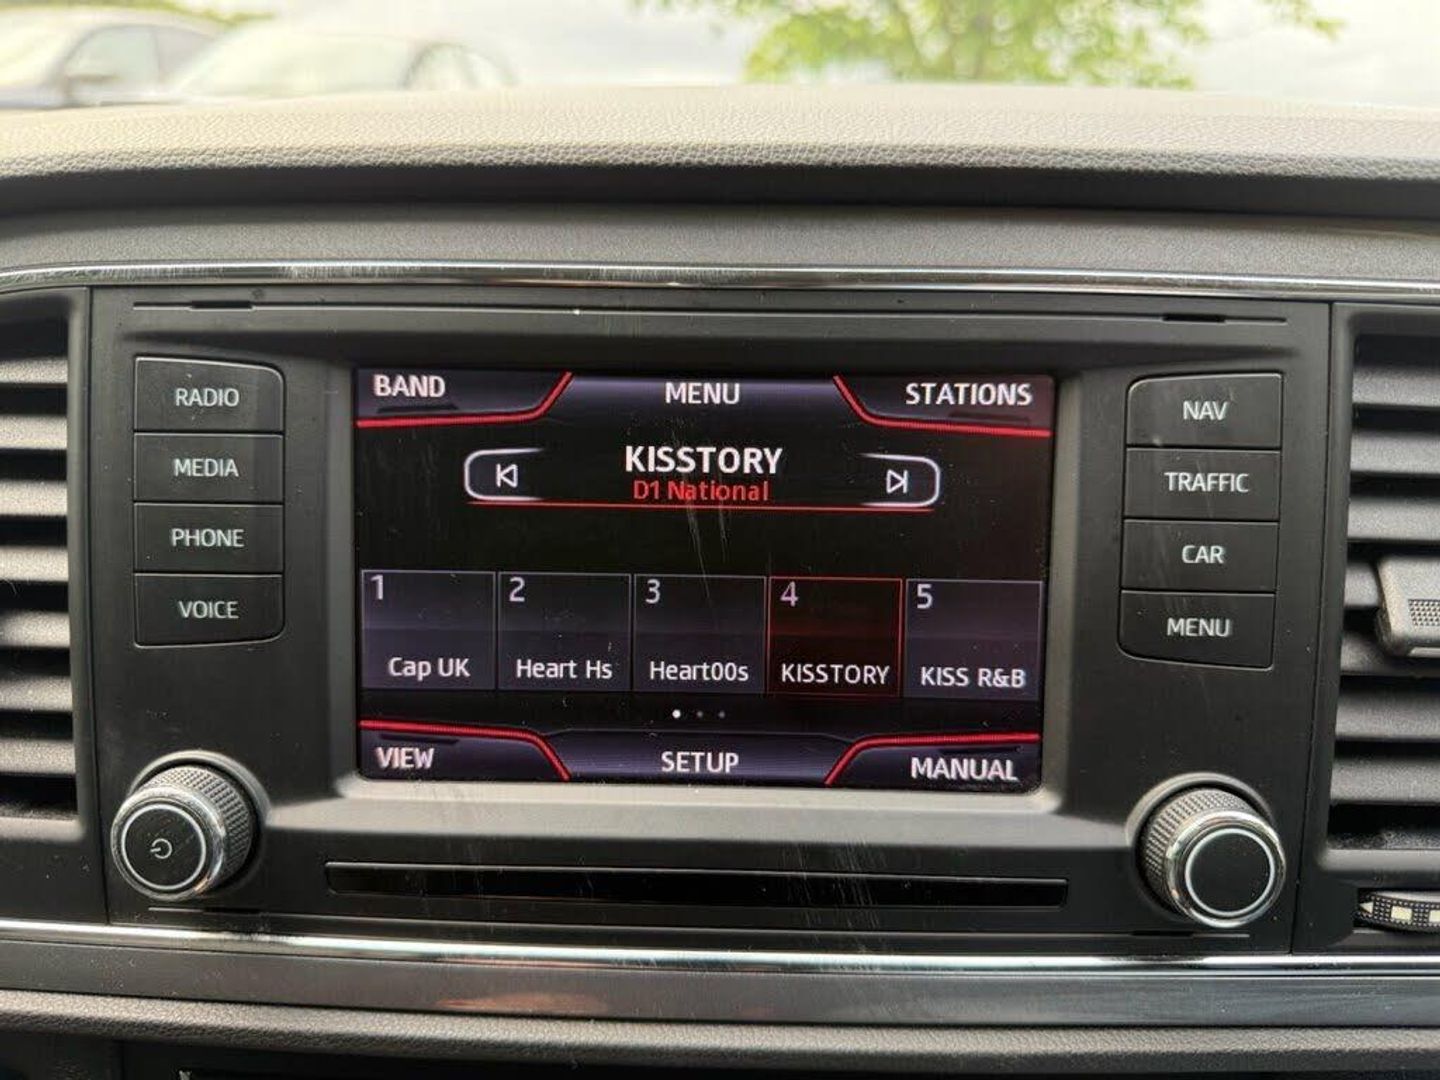 RADIO
MEDIA
PHONE
VOICE
BAND
MENU
STATIONS
KISSTORY
D1 National
1
Cap UK
2
Heart Hs
3
Heart00s
4
KISSTORY
5
KISS R&B
VIEW
SETUP
MANUAL
NAV
TRAFFIC
CAR
MENU